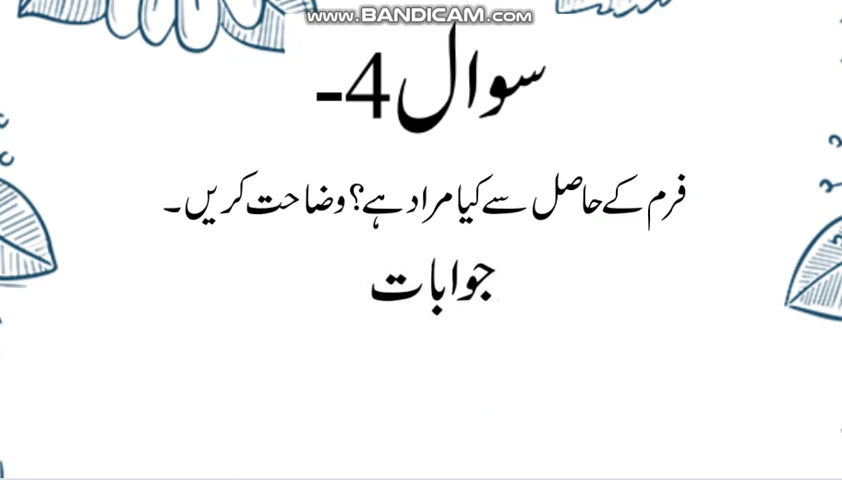 www.BANDICAM.com
سوال 4-
فرم کے حاصل سے کیا مراد ہے؟ وضاحت کریں۔
جوابات